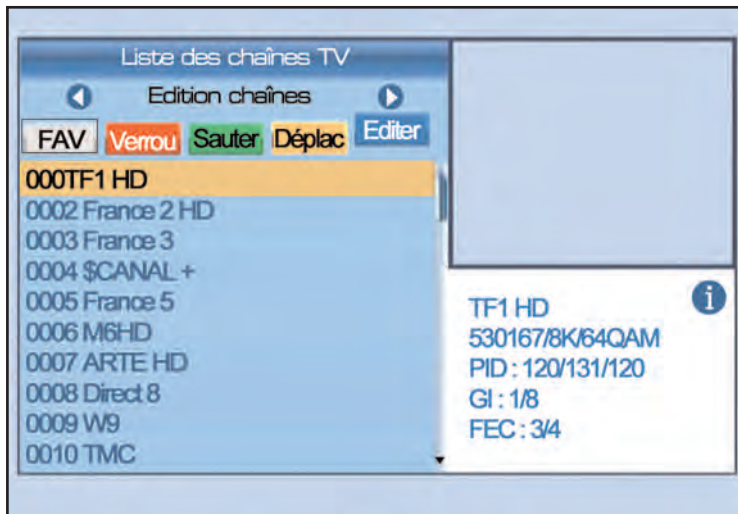 Liste des chaînes TV
Edition chaînes
FAV Verrou Sauter Déplac Editer
000TF1 HD
0002 France 2 HD
0003 France 3
0004 $CANAL +
0005 France 5
0006 M6HD
0007 ARTE HD
0008 Direct 8
0009 W9
0010 TMC
i
TF1 HD
530167/8K/64QAM
PID : 120/131/120
GI : 1/8
FEC : 3/4